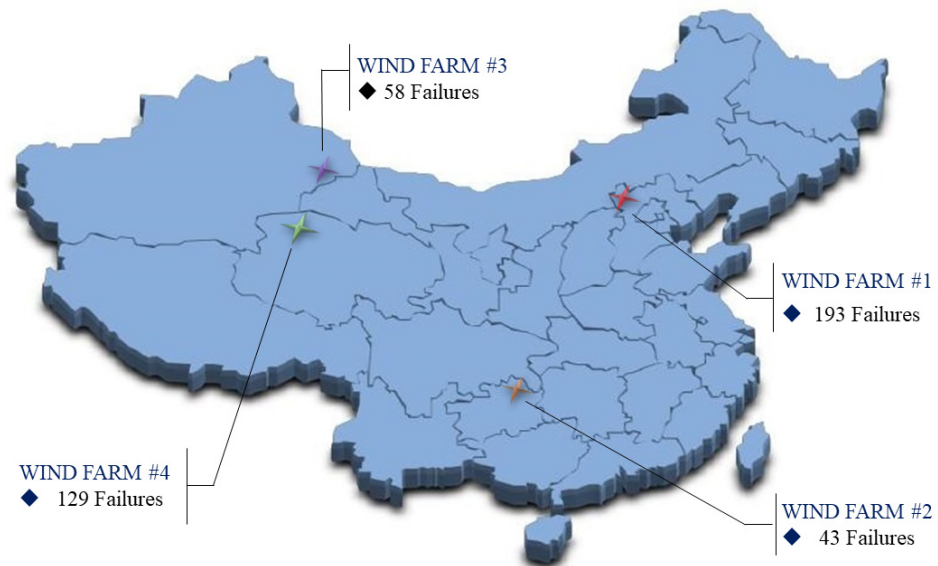 WIND FARM #3
◆ 58 Failures
WIND FARM #1
◆ 193 Failures
WIND FARM #4
◆ 129 Failures
WIND FARM #2
◆ 43 Failures